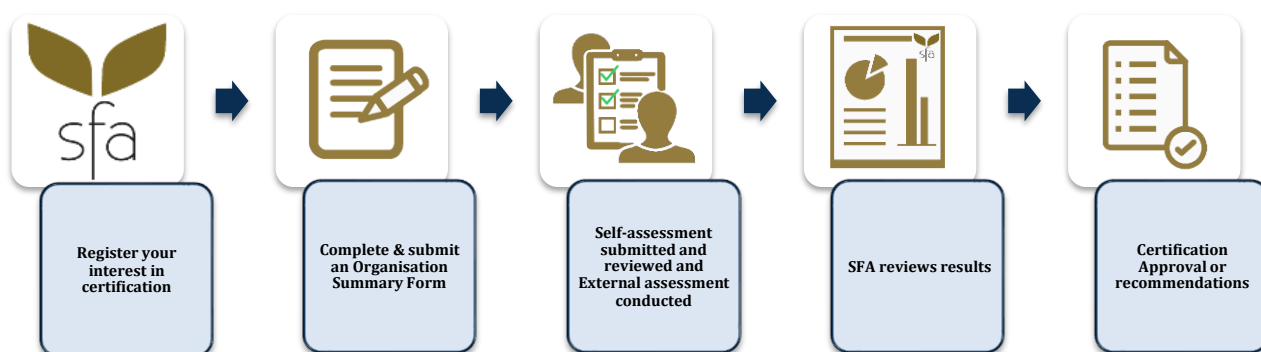 sfa
sfa
Register your
interest in
certification
Complete & submit
an Organisation
Summary Form
Self-assessment
submitted and
reviewed and
External assessment
conducted
SFA reviews results
Certification
Approval or
recommendations